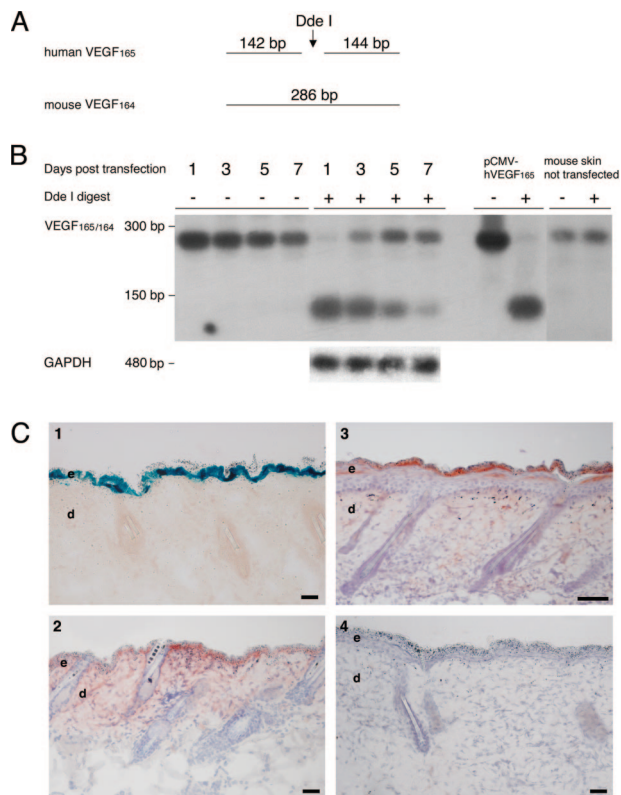 A
Dde I
human VEGF165 142 bp 144 bp
mouse VEGF164 286 bp
B
Days post transfection 1 3 5 7 1 3 5 7 pCMV-hVEGF165 mouse skin not transfected
Dde I digest - - - - + + + + - + - +
VEGF165/164 300 bp
150 bp
GAPDH 480 bp
C
1
e
d
3
e
d
2
e
d
4
e
d